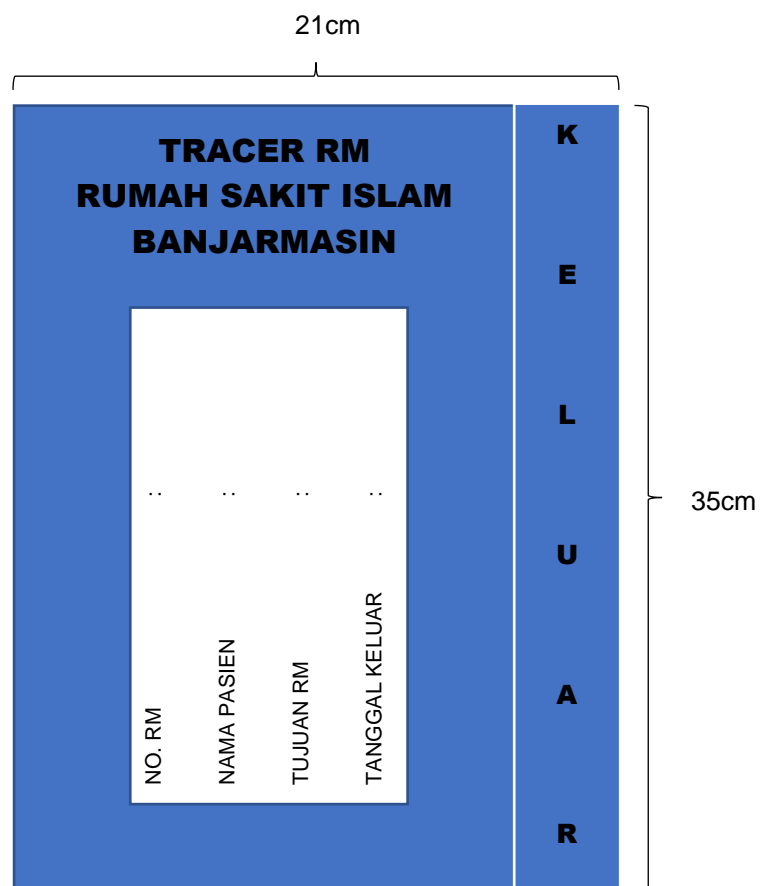 21cm
TRACER RM
RUMAH SAKIT ISLAM
BANJARMASIN
NO. RM :
NAMA PASIEN :
TUJUAN RM :
TANGGAL KELUAR :
K
E
L
U
A
R
35cm